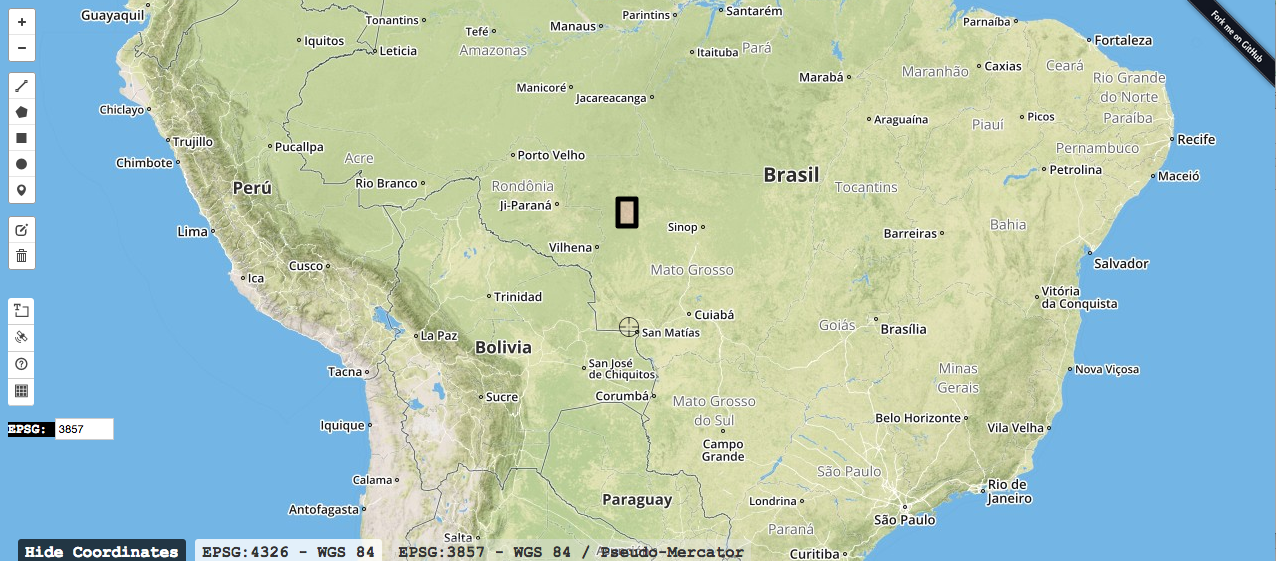 +
Guayaquil
Parintins
Santarém
Fork me on GitHub
Tonantins
Manaus
Parnaíba
−
Tefé
Iquitos
Leticia
Amazonas
Itaituba
Pará
Fortaleza
Marabá
Maranhão
Caxias
Ceará
Rio Grande
do Norte
Manicoré
Jacareacanga
Chiclayo
Araguaína
Piauí
Picos
Paraíba
Trujillo
Pucallpa
Recife
Chimbote
Acre
Porto Velho
Pernambuco
Perú
Rio Branco
Rondônia
Brasil
Tocantins
Petrolina
Maceió
Ji-Paraná
Lima
Sinop
Barreiras
Bahia
Vilhena
Cusco
Ica
Mato Grosso
Salvador
Trinidad
Vitória
da Conquista
T
Cuiabá
Goiás
Brasília
La Paz
San Matías
Bolivia
?
Tacna
San José
de Chiquitos
Minas
Gerais
Nova Viçosa
Sucre
Corumbá
Mato Grosso
do Sul
Belo Horizonte
Iquique
Vila Velha
EPSG: 3857
Campo
Grande
São Paulo
Calama
Paraguay
Londrina
Rio de
Janeiro
Antofagasta
São Paulo
Paraná
Salta
Curitiba
Hide Coordinates
EPSG:4326 - WGS 84
EPSG:3857 - WGS 84 / Pseudo-Mercator